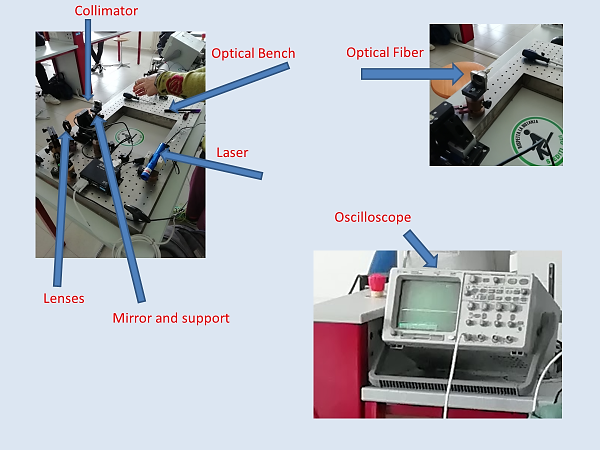 Collimator
Optical Bench
Optical Fiber
Laser
Oscilloscope
Lenses
Mirror and support